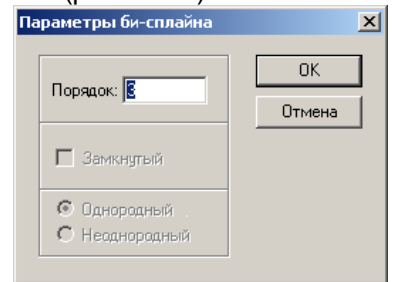 Параметры би-сплайна
Порядок: 3
OK
Отмена
Замкнутый
Однородный
Неоднородный